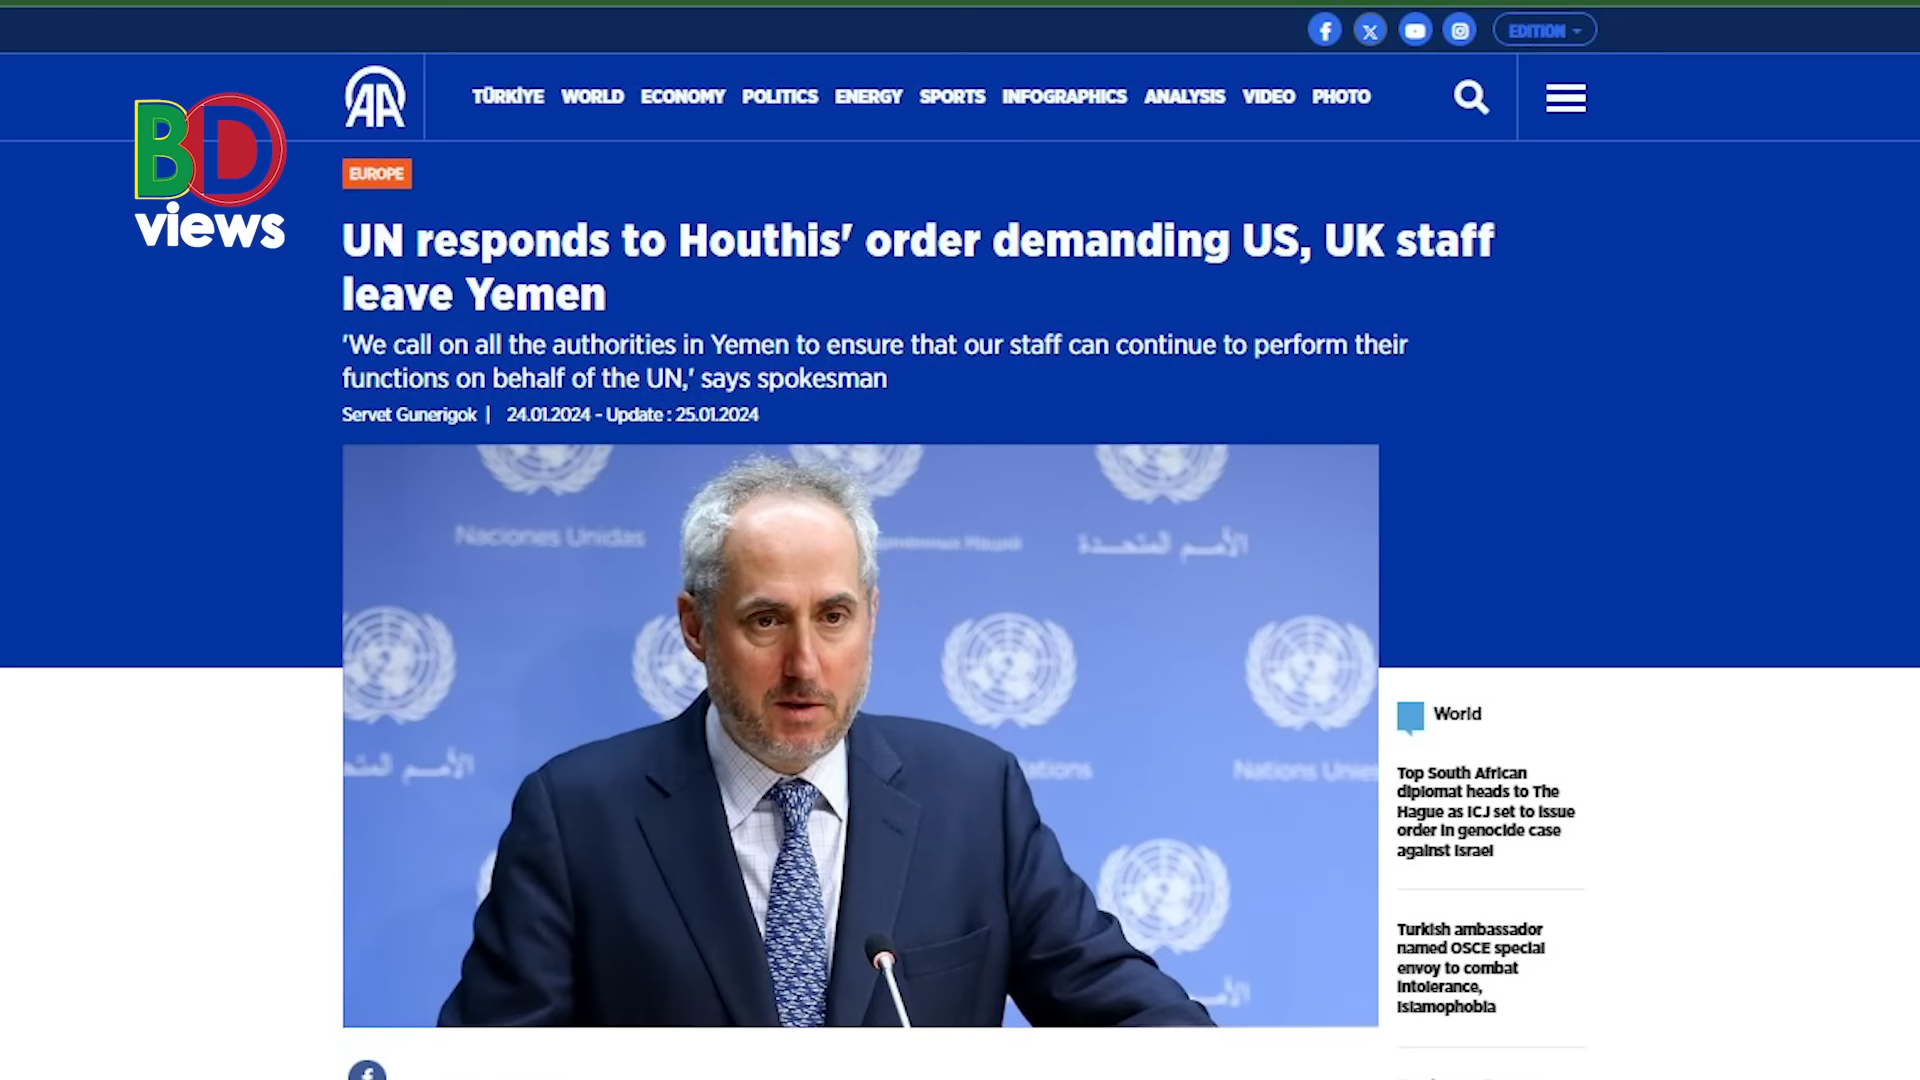 EDITION
AA
TÜRKİYE WORLD ECONOMY POLITICS ENERGY SPORTS INFOGRAPHICS ANALYSIS VIDEO PHOTO
BD
views
EUROPE
UN responds to Houthis' order demanding US, UK staff
leave Yemen
'We call on all the authorities in Yemen to ensure that our staff can continue to perform their
functions on behalf of the UN,' says spokesman
Servet Gunerigok | 24.01.2024 - Update : 25.01.2024
Naciones Unidas
الأمم المتحدة
الأمم المتحد
Nations Unies
World
Top South African
diplomat heads to The
Hague as ICJ set to issue
order in genocide case
against Israel
Turkish ambassador
named OSCE special
envoy to combat
intolerance,
Islamophobia